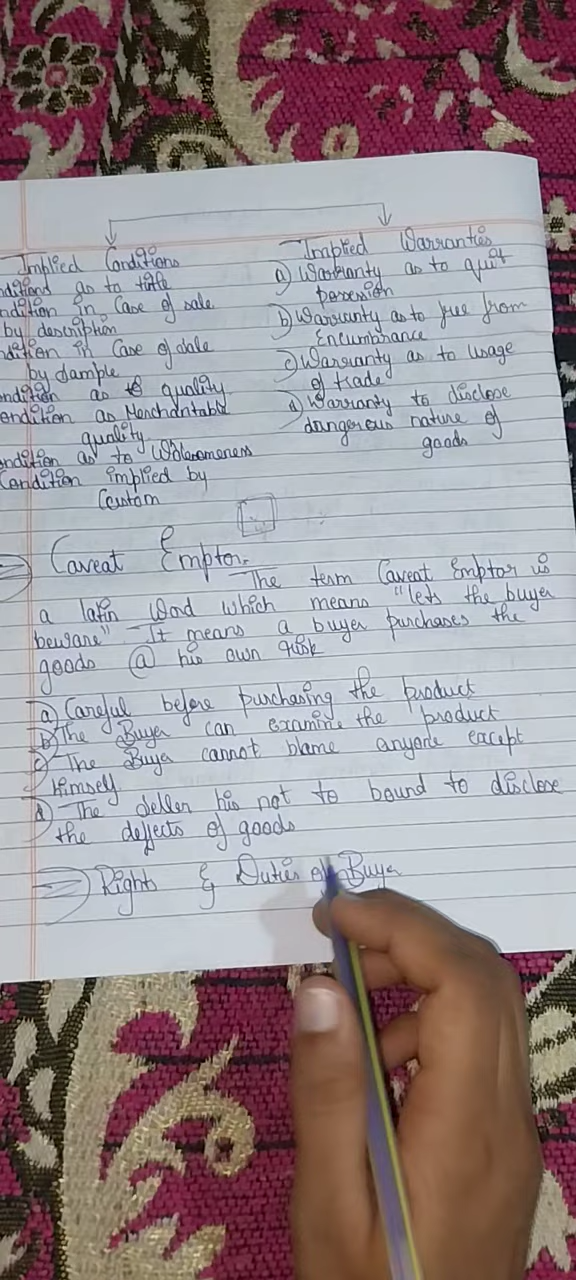 Implied Conditions
nditiond as to title
ndition in Case of sale
by description
ndition in Case of sale
by sample
ondition as to quality
ondition as Merchantable
quality
ondition as to Wholesomeness
Condition implied by
Custom
Implied Warranties
a) Warranty as to quit
possession
b) Warranty as to free from
Encumbrance
c) Warranty as to usage
of trade
d) Warranty to disclose
dangerous nature of
goods
Caveat Emptor
The term Caveat Emptor is
a latin Word which means "lets the buyer
beware" It means a buyer purchases the
goods @ his own risk
a) Careful before purchasing the product
b) The Buyer can examine the product
c) The Buyer cannot blame anyone except
himself
d) The seller his not to bound to disclose
the deffects of goods
Rights & Duties of Buyer